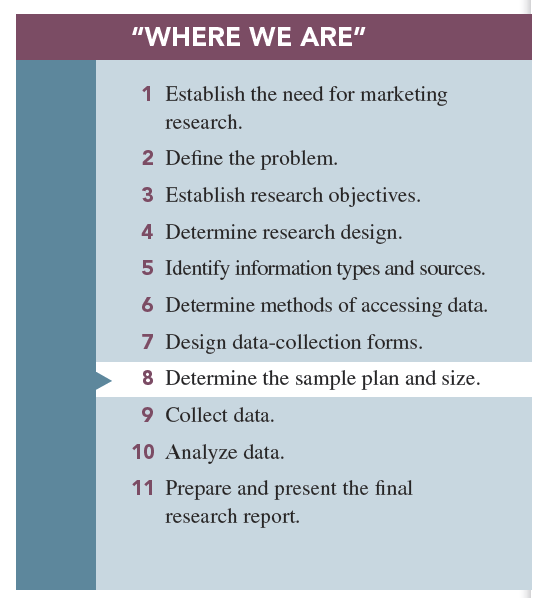 “WHERE WE ARE”
1 Establish the need for marketing
research.
2 Define the problem.
3 Establish research objectives.
4 Determine research design.
5 Identify information types and sources.
6 Determine methods of accessing data.
7 Design data-collection forms.
8 Determine the sample plan and size.
9 Collect data.
10 Analyze data.
11 Prepare and present the final
research report.